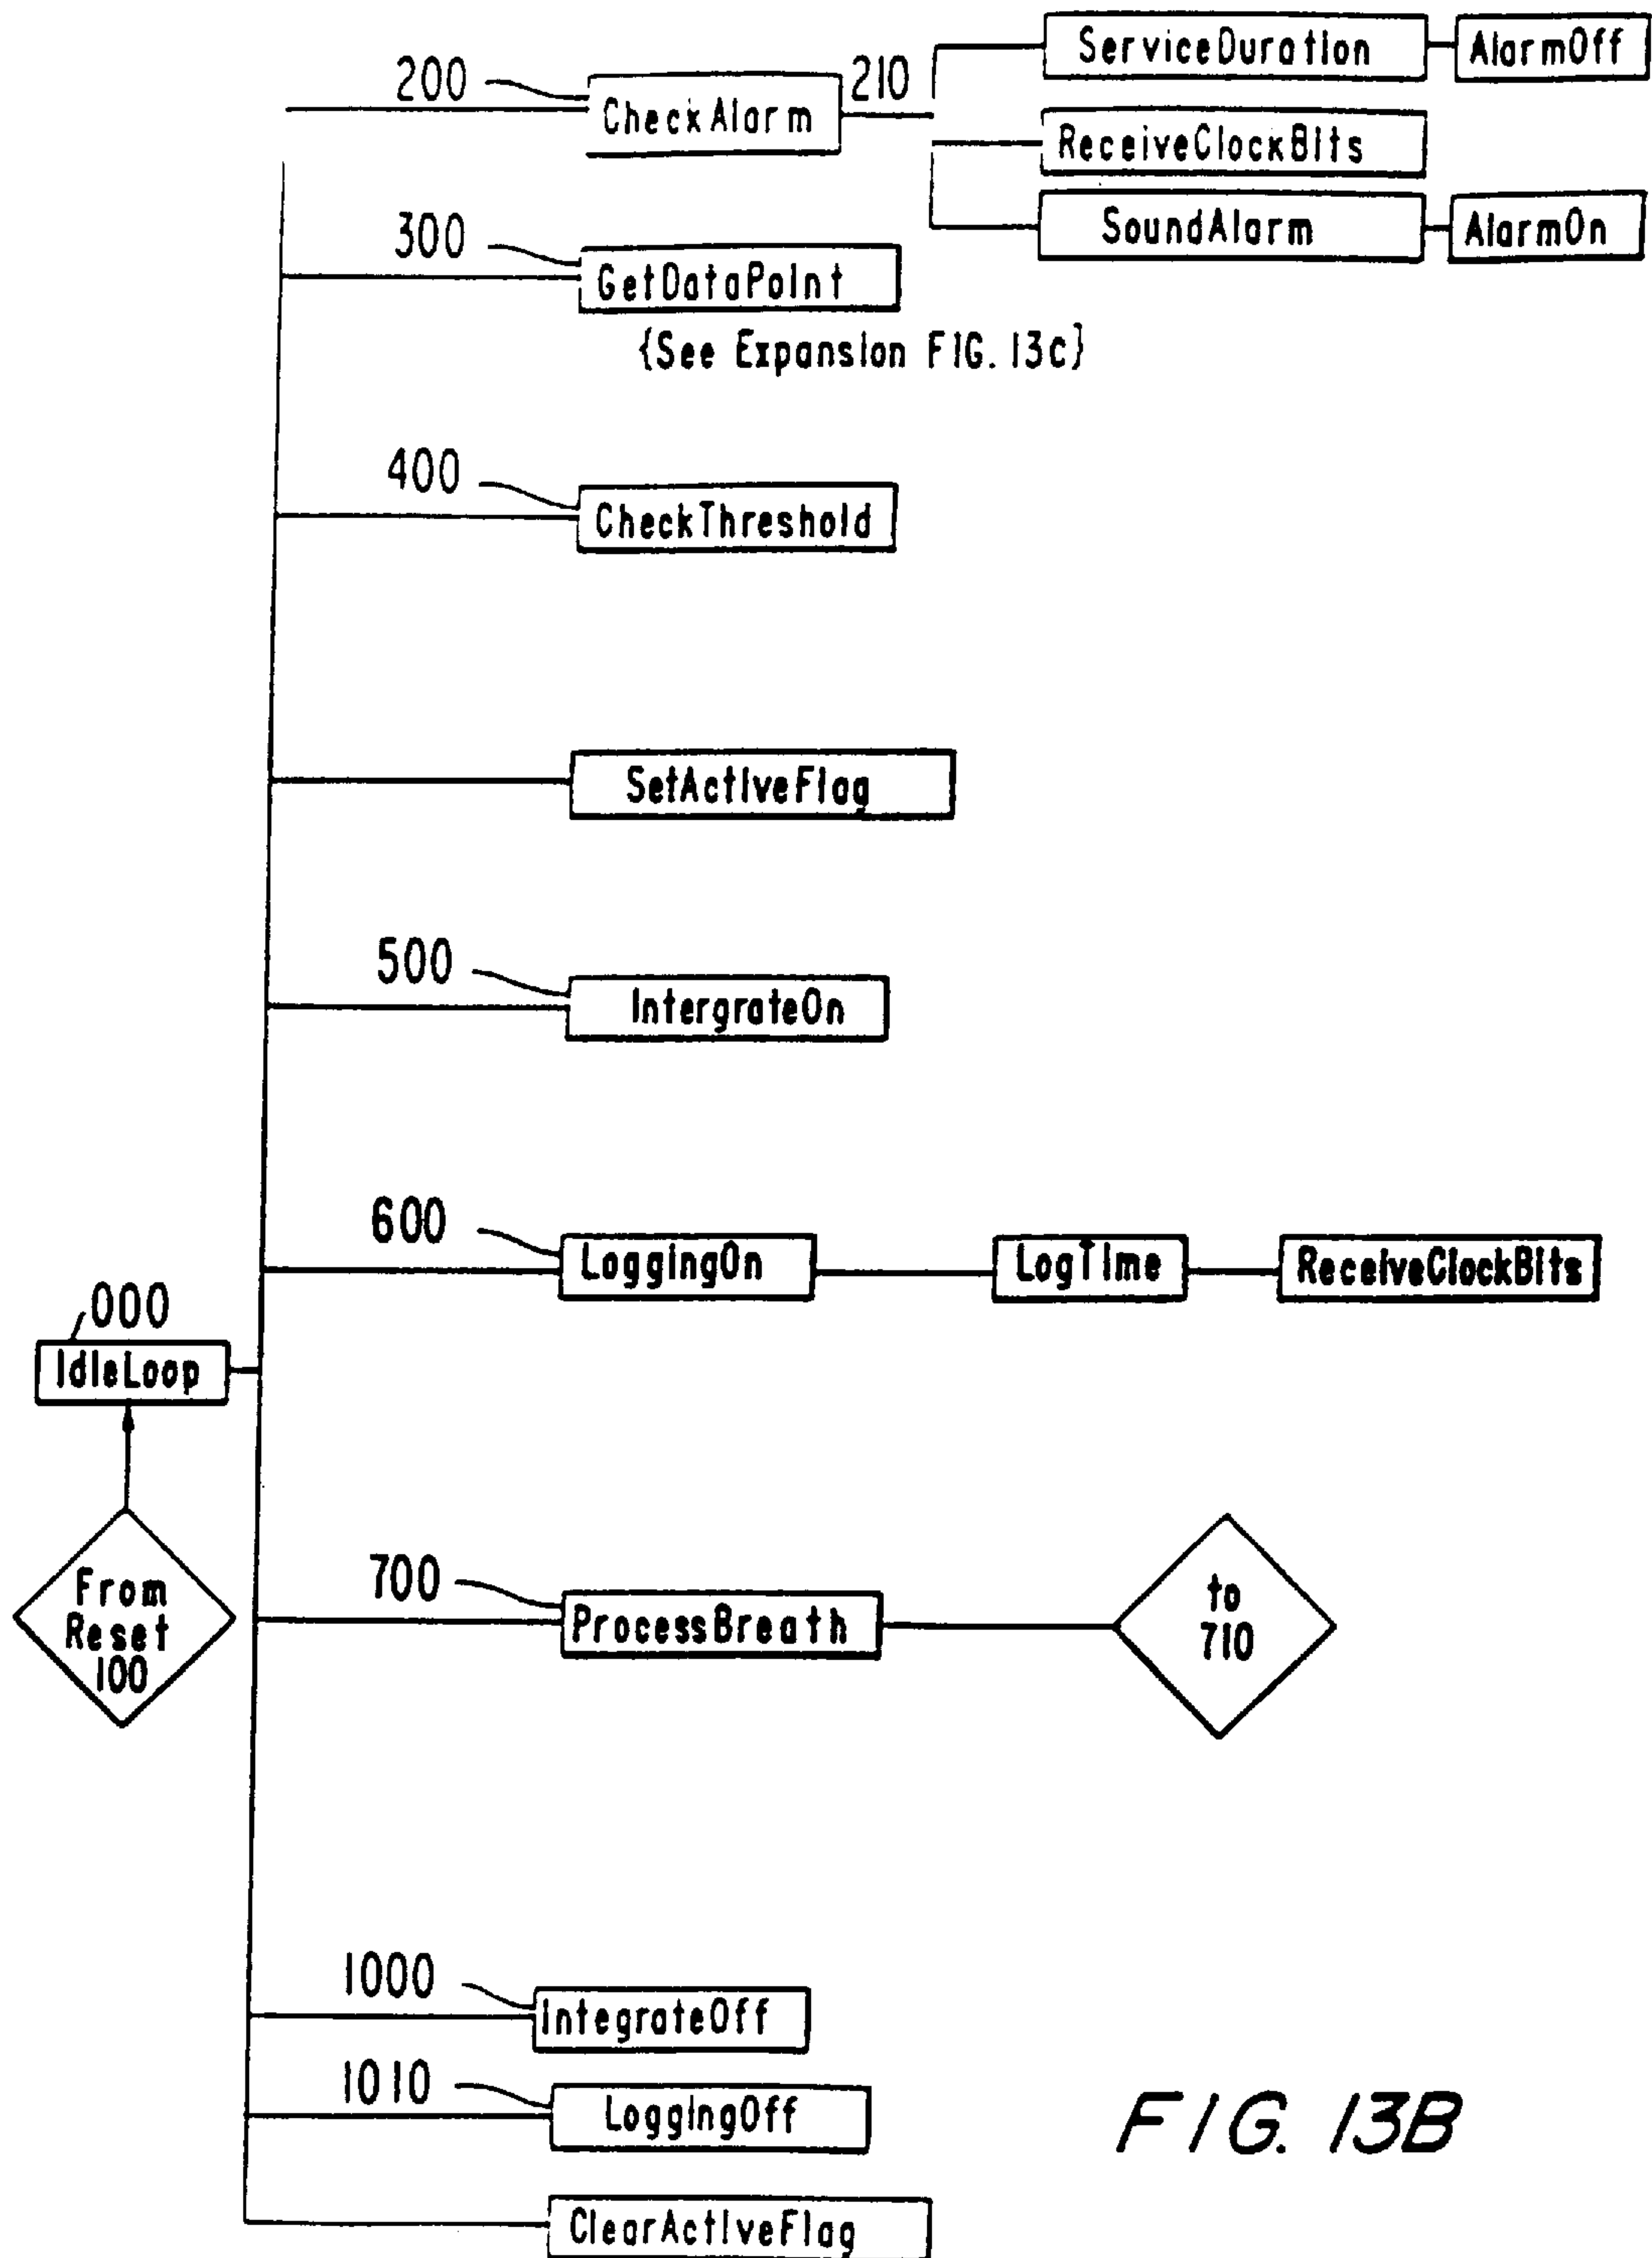 200
CheckAlarm
210
ServiceDuration
AlarmOff
ReceiveClockBits
SoundAlarm
AlarmOn
300
GetDataPoint
{See Expansion FIG. 13c}
400
CheckThreshold
SetActiveFlag
500
IntergrateOn
600
LoggingOn
LogTime
ReceiveClockBits
000
IdleLoop
From
Reset
100
700
ProcessBreath
to
710
1000
IntegrateOff
1010
LoggingOff
ClearActiveFlag
FIG. 13B